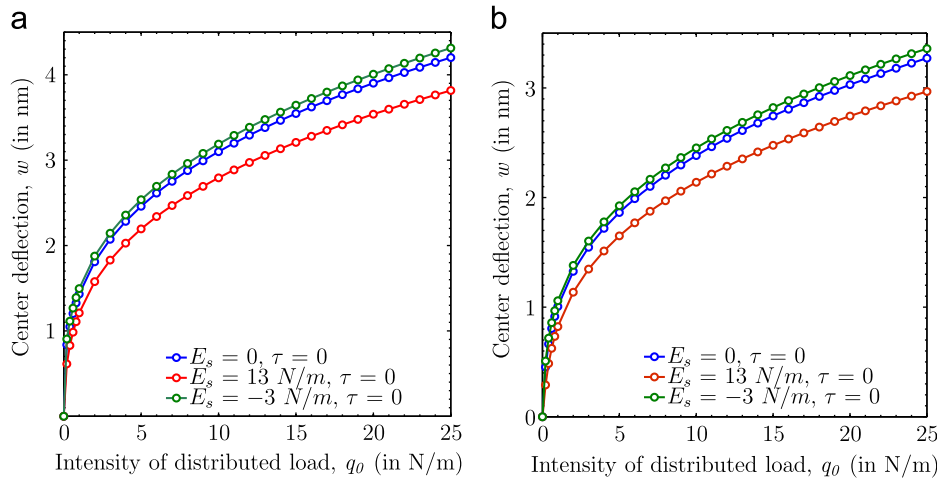 a
Center deflection, w (in nm)
4
3
2
1
0 5 10 15 20 25
Intensity of distributed load, q0 (in N/m)
Es = 0, τ = 0
Es = 13 N/m, τ = 0
Es = −3 N/m, τ = 0
b
Center deflection, w (in nm)
3
2
1
0
0 5 10 15 20 25
Intensity of distributed load, q0 (in N/m)
Es = 0, τ = 0
Es = 13 N/m, τ = 0
Es = −3 N/m, τ = 0